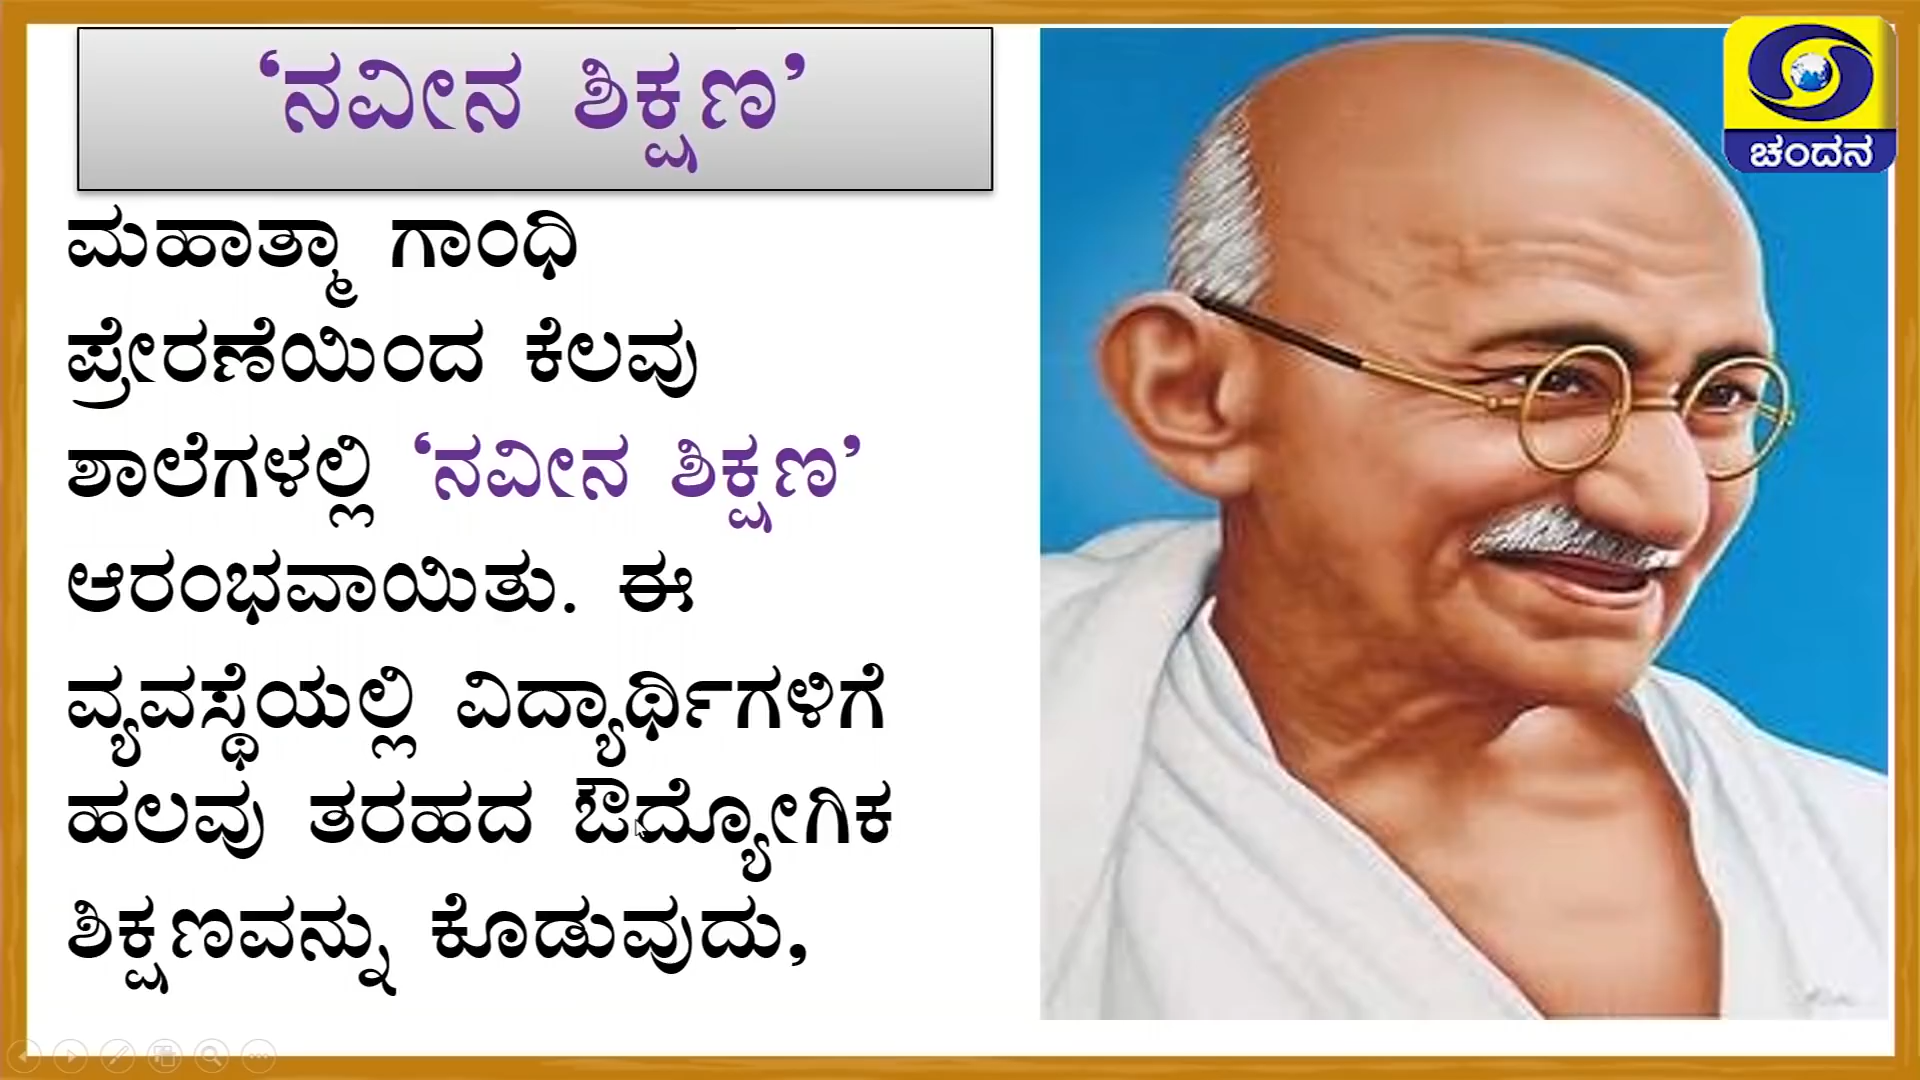 ‘ನವೀನ ಶಿಕ್ಷಣ’
ಚಂದನ
ಮಹಾತ್ಮಾ ಗಾಂಧಿ
ಪ್ರೇರಣೆಯಿಂದ ಕೆಲವು
ಶಾಲೆಗಳಲ್ಲಿ ‘ನವೀನ ಶಿಕ್ಷಣ’
ಆರಂಭವಾಯಿತು. ಈ
ವ್ಯವಸ್ಥೆಯಲ್ಲಿ ವಿದ್ಯಾರ್ಥಿಗಳಿಗೆ
ಹಲವು ತರಹದ ಔದ್ಯೋಗಿಕ
ಶಿಕ್ಷಣವನ್ನು ಕೊಡುವುದು,